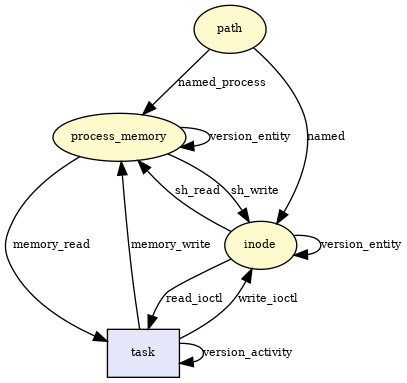 path
named_process
process_memory
version_entity
named
sh_read
sh_write
memory_read
memory_write
inode
version_entity
read_ioctl
write_ioctl
task
version_activity